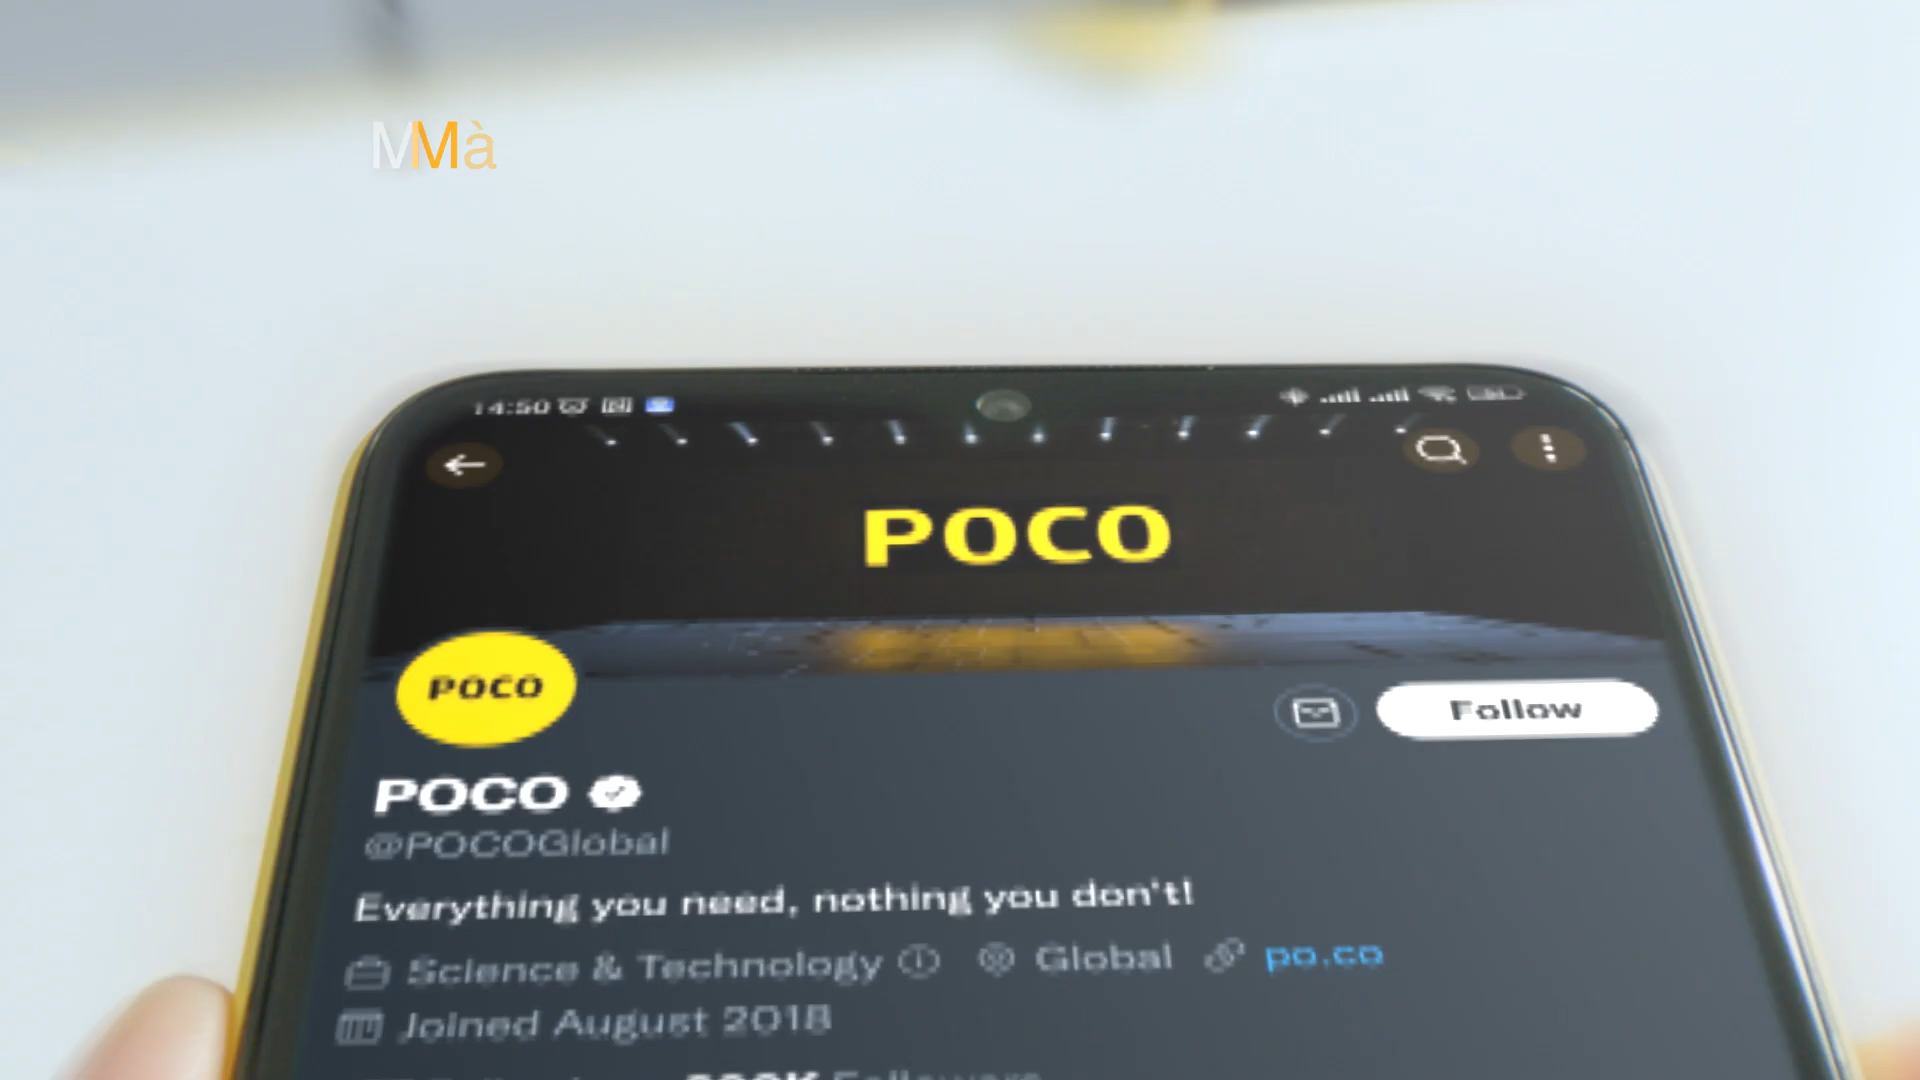 MMà
14:50
POCO
POCO
Follow
POCO
@POCOGlobal
Everything you need, nothing you don't!
Science & Technology Global po.co
Joined August 2018
Followers